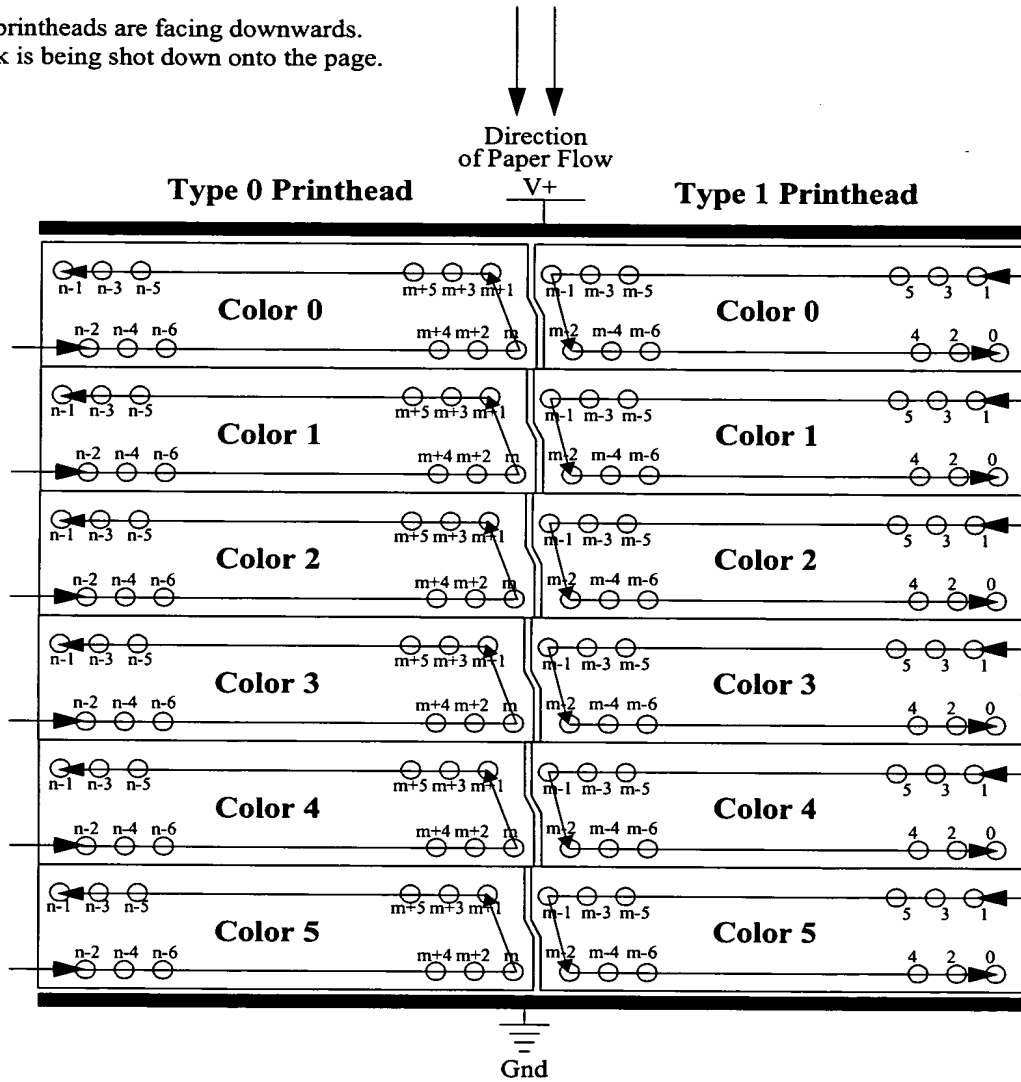 printheads are facing downwards.
k is being shot down onto the page.
Direction
of Paper Flow
Type 0 Printhead V+ Type 1 Printhead
n-1 n-3 n-5 m+5 m+3 m+1 m-1 m-3 m-5 5 3 1
Color 0 Color 0
n-2 n-4 n-6 m+4 m+2 m m-2 m-4 m-6 4 2 0
n-1 n-3 n-5 m+5 m+3 m+1 m-1 m-3 m-5 5 3 1
Color 1 Color 1
n-2 n-4 n-6 m+4 m+2 m m-2 m-4 m-6 4 2 0
n-1 n-3 n-5 m+5 m+3 m+1 m-1 m-3 m-5 5 3 1
Color 2 Color 2
n-2 n-4 n-6 m+4 m+2 m m-2 m-4 m-6 4 2 0
n-1 n-3 n-5 m+5 m+3 m+1 m-1 m-3 m-5 5 3 1
Color 3 Color 3
n-2 n-4 n-6 m+4 m+2 m m-2 m-4 m-6 4 2 0
n-1 n-3 n-5 m+5 m+3 m+1 m-1 m-3 m-5 5 3 1
Color 4 Color 4
n-2 n-4 n-6 m+4 m+2 m m-2 m-4 m-6 4 2 0
n-1 n-3 n-5 m+5 m+3 m+1 m-1 m-3 m-5 5 3 1
Color 5 Color 5
n-2 n-4 n-6 m+4 m+2 m m-2 m-4 m-6 4 2 0
Gnd